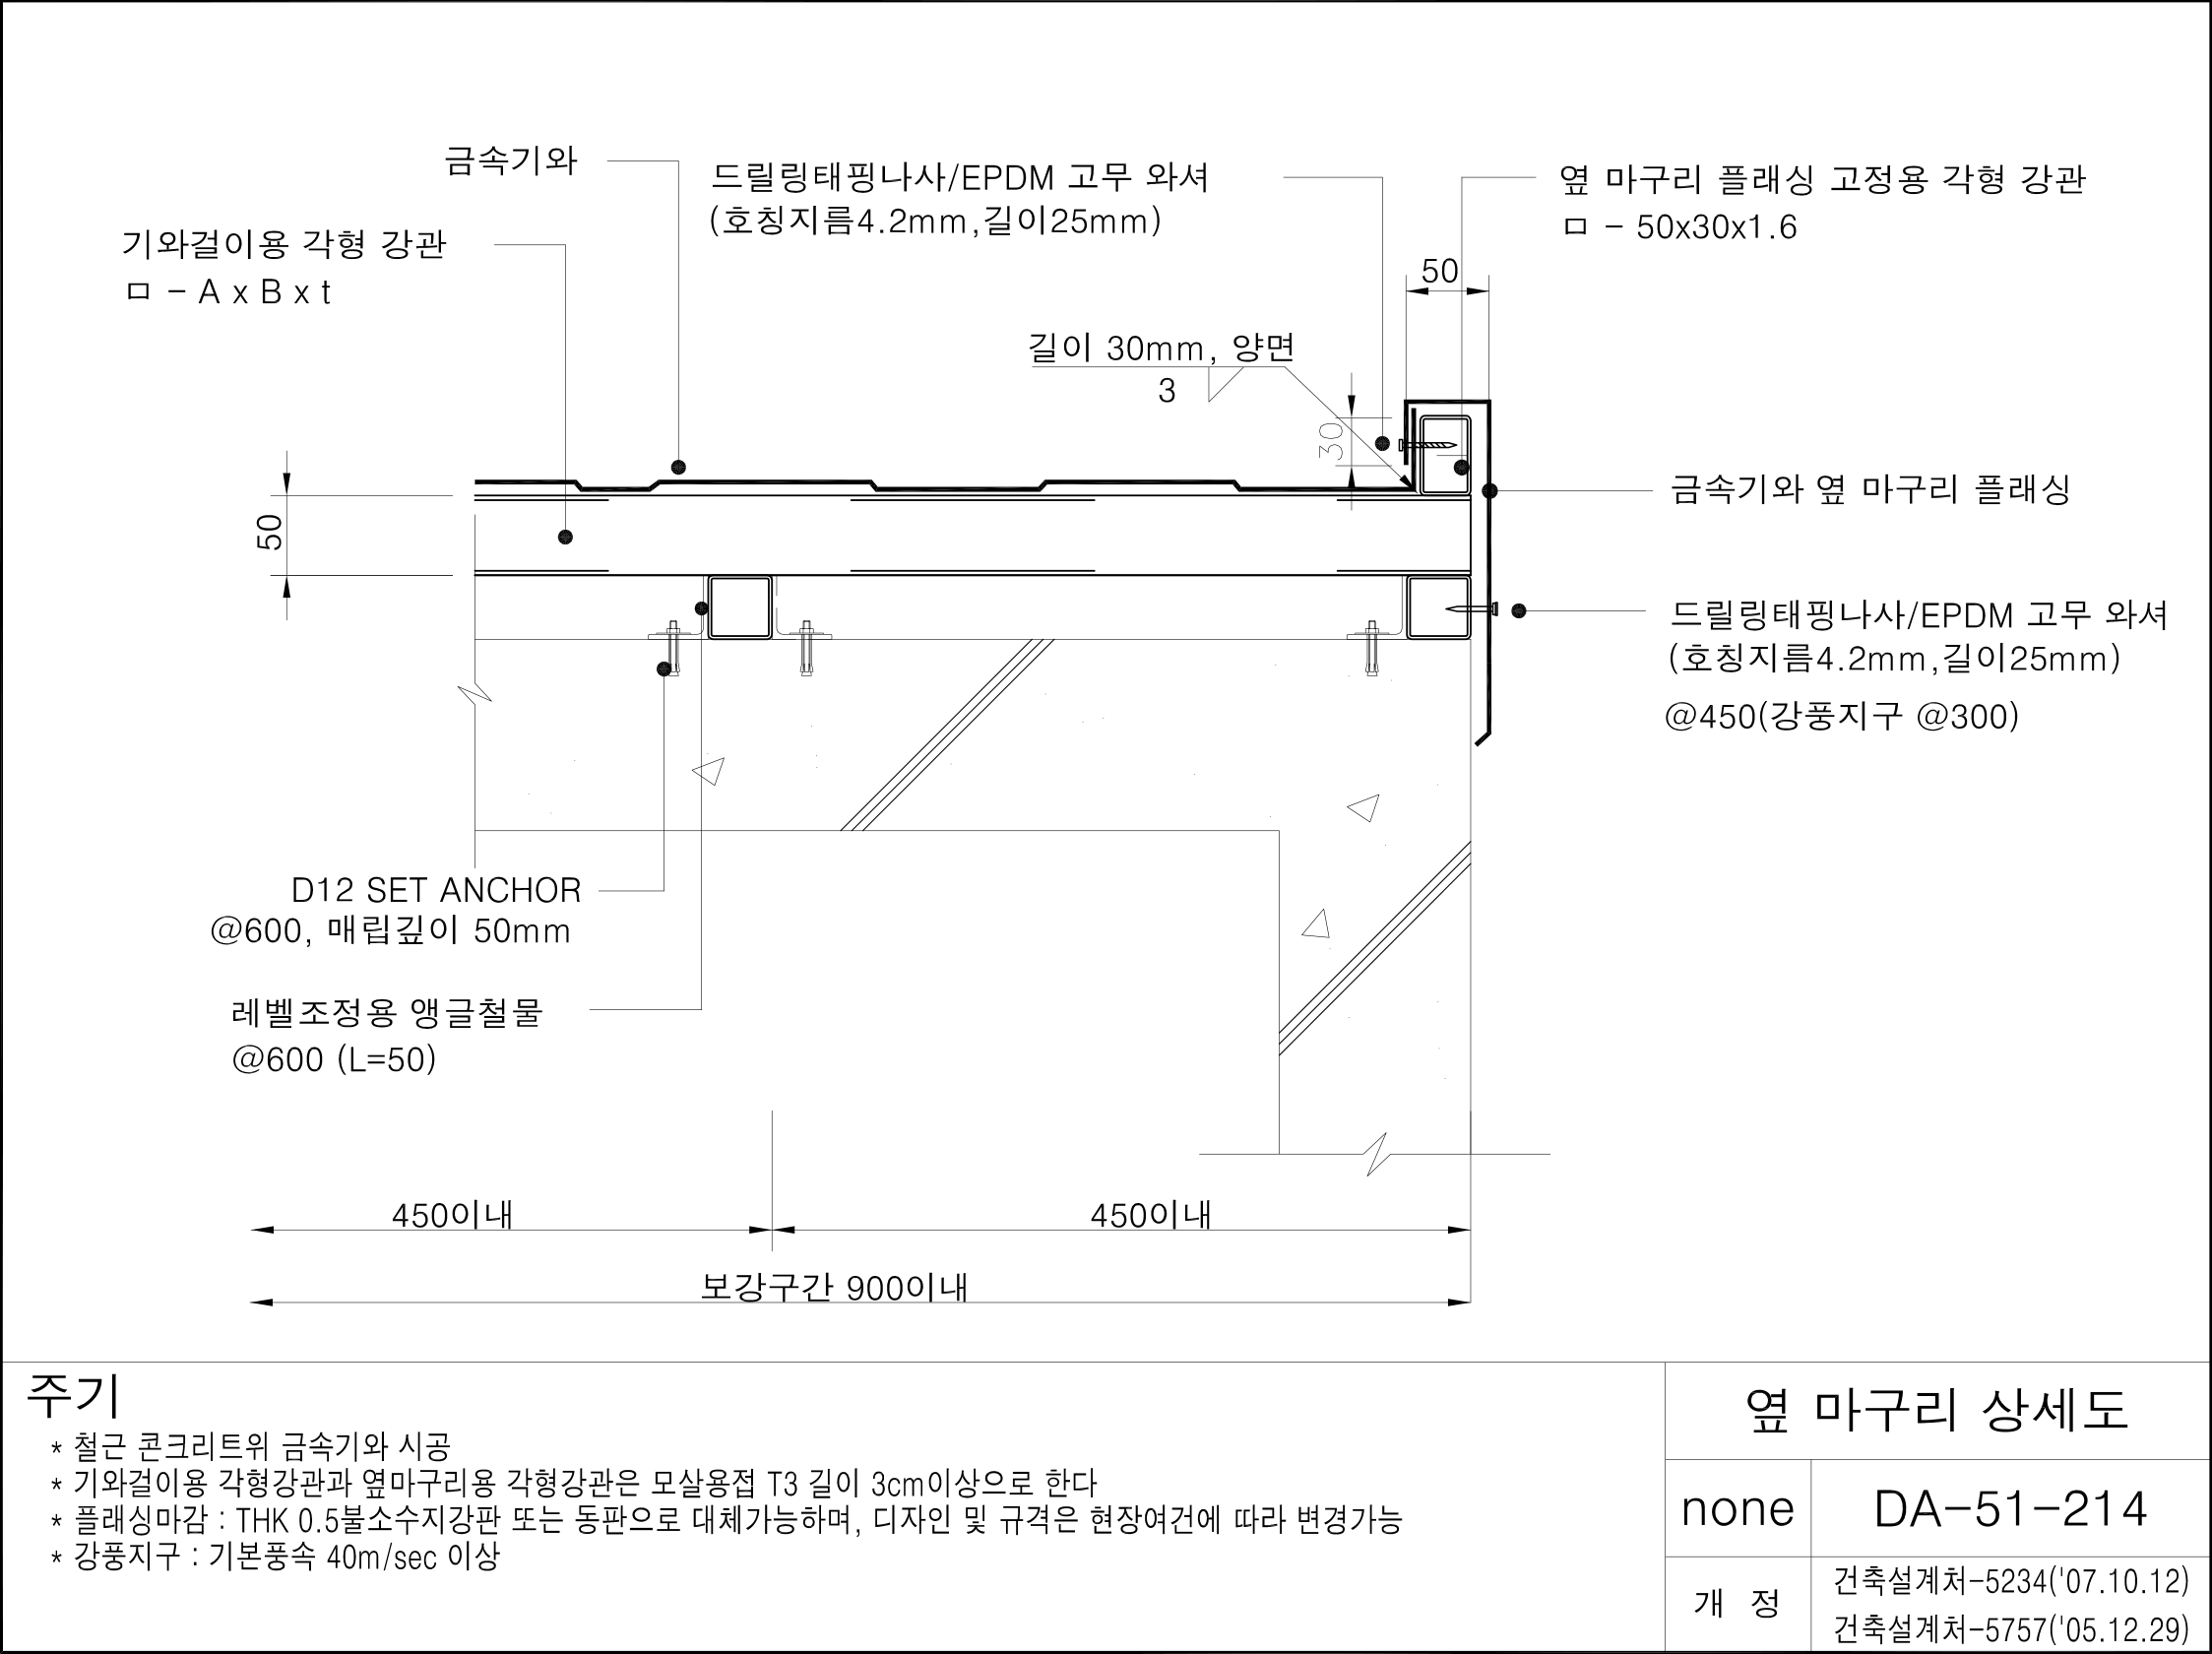 금속기와
드릴링태핑나사/EPDM 고무 와셔
(호칭지름4.2mm,길이25mm)
옆 마구리 플래싱 고정용 각형 강관
ㅁ - 50x30x1.6
기와걸이용 각형 강관
ㅁ - A x B x t
50
길이 30mm, 양면
3
30
50
금속기와 옆 마구리 플래싱
드릴링태핑나사/EPDM 고무 와셔
(호칭지름4.2mm,길이25mm)
@450(강풍지구 @300)
D12 SET ANCHOR
@600, 매립깊이 50mm
레벨조정용 앵글철물
@600 (L=50)
450이내
450이내
보강구간 900이내
주기
* 철근 콘크리트위 금속기와 시공
* 기와걸이용 각형강관과 옆마구리용 각형강관은 모살용접 T3 길이 3cm이상으로 한다
* 플래싱마감 : THK 0.5불소수지강판 또는 동판으로 대체가능하며, 디자인 및 규격은 현장여건에 따라 변경가능
* 강풍지구 : 기본풍속 40m/sec 이상
옆 마구리 상세도
none
DA-51-214
개 정
건축설계처-5234('07.10.12)
건축설계처-5757('05.12.29)